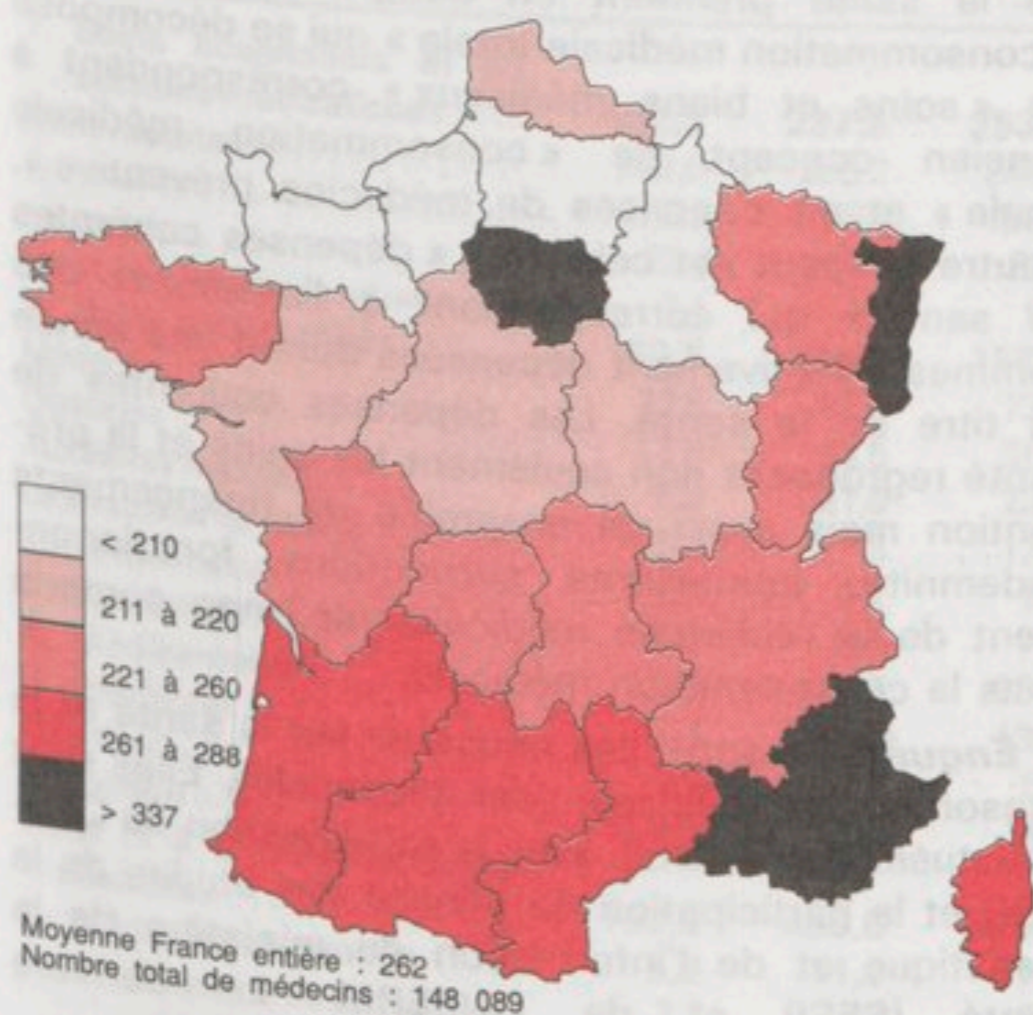 < 210
211 à 220
221 à 260
261 à 288
> 337
Moyenne France entière : 262
Nombre total de médecins : 148 089